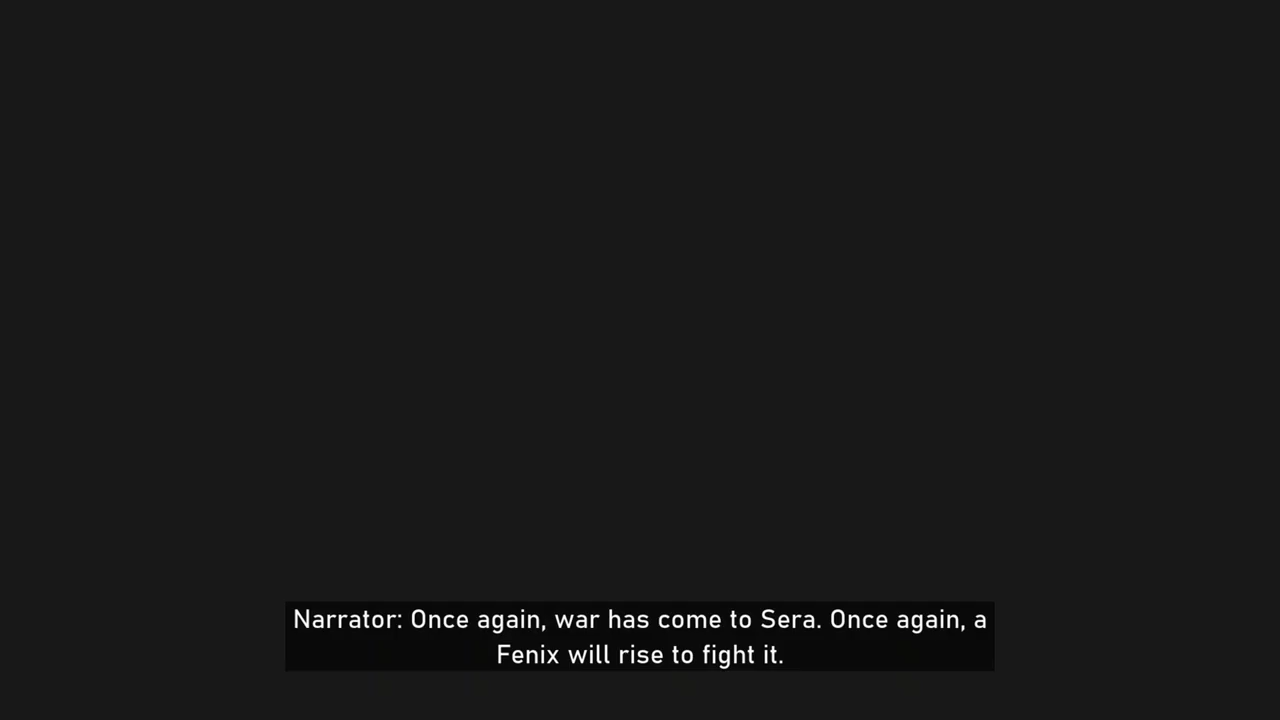 Narrator: Once again, war has come to Sera. Once again, a
Fenix will rise to fight it.